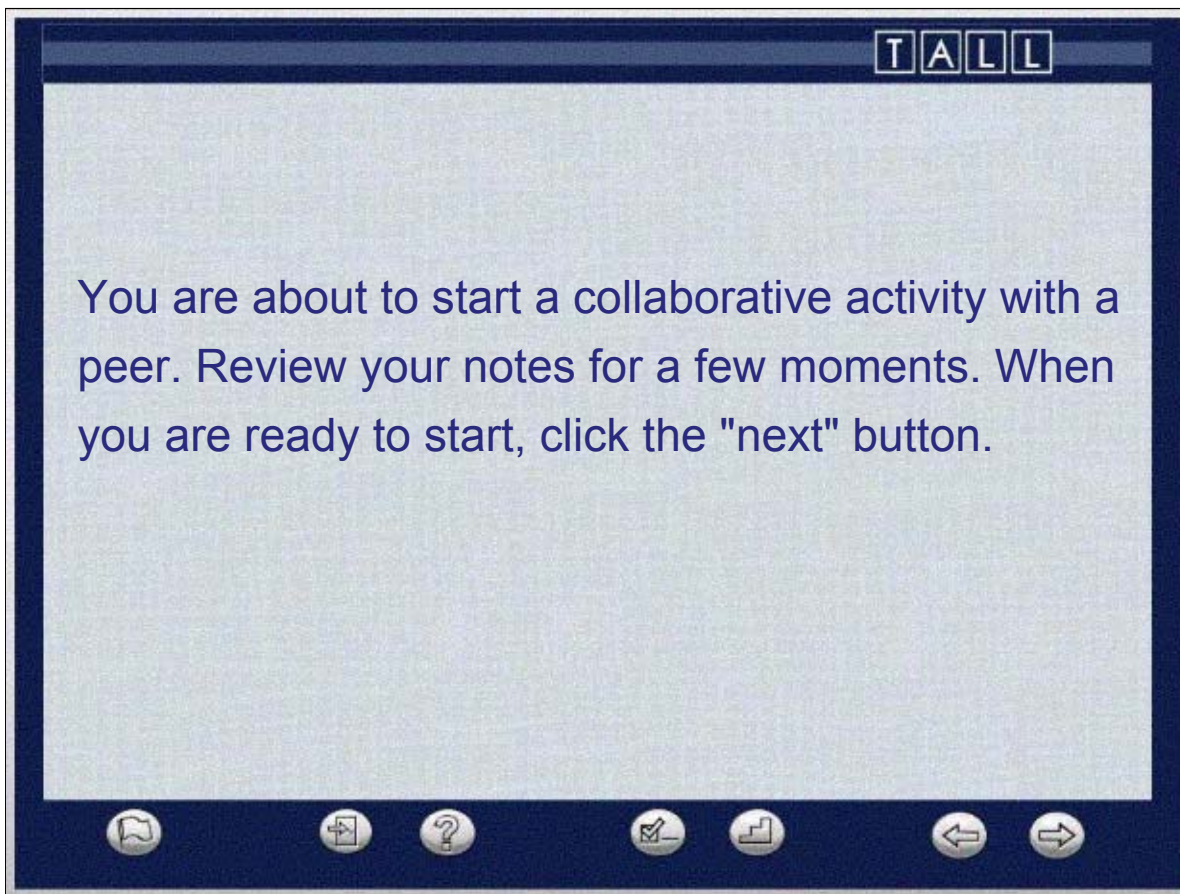 TALL
You are about to start a collaborative activity with a
peer. Review your notes for a few moments. When
you are ready to start, click the "next" button.